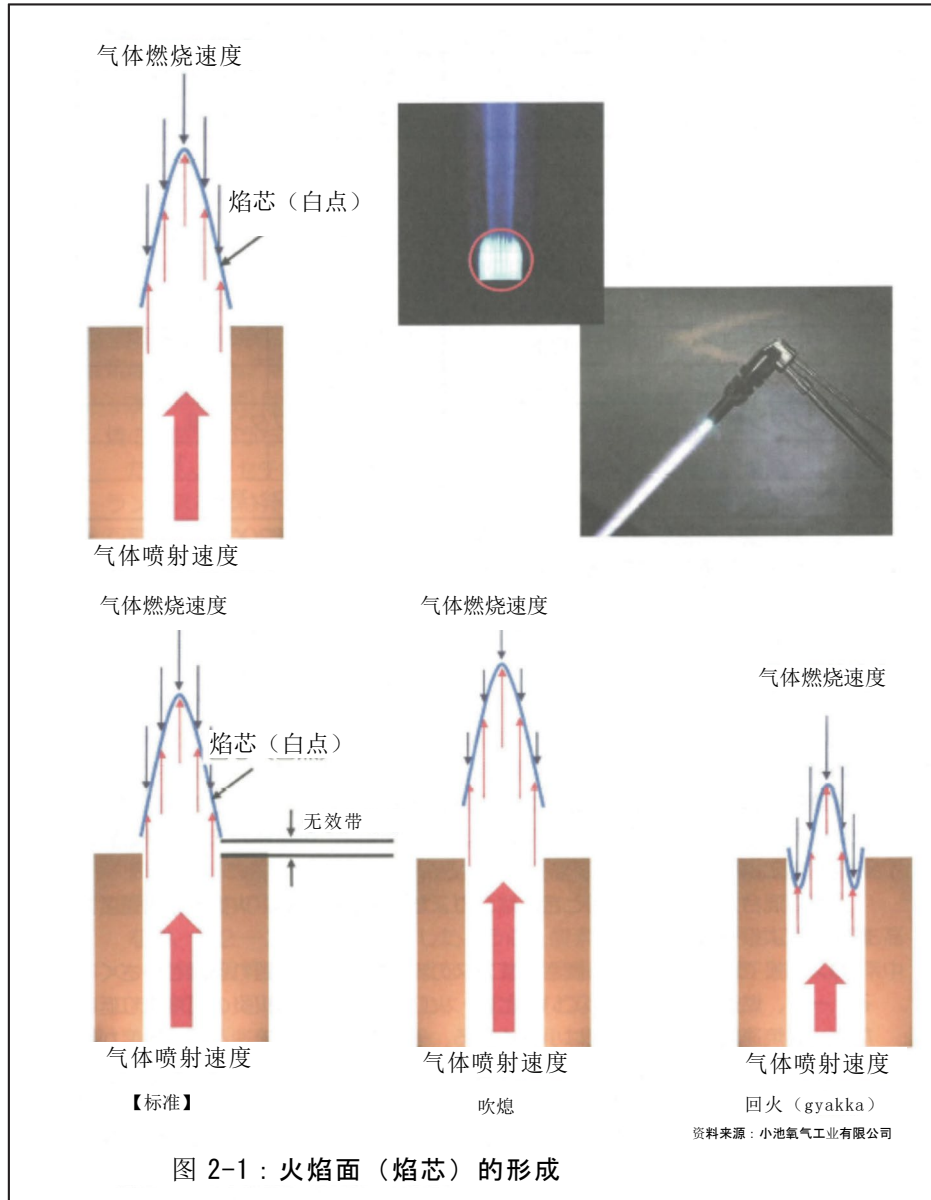 气体燃烧速度
焰芯（白点）
气体喷射速度
气体燃烧速度
气体燃烧速度
气体燃烧速度
焰芯（白点）
无效带
气体喷射速度
气体喷射速度
气体喷射速度
【标准】
吹熄
回火（gyakka）
资料来源：小池氧气工业有限公司
图 2-1：火焰面（焰芯）的形成